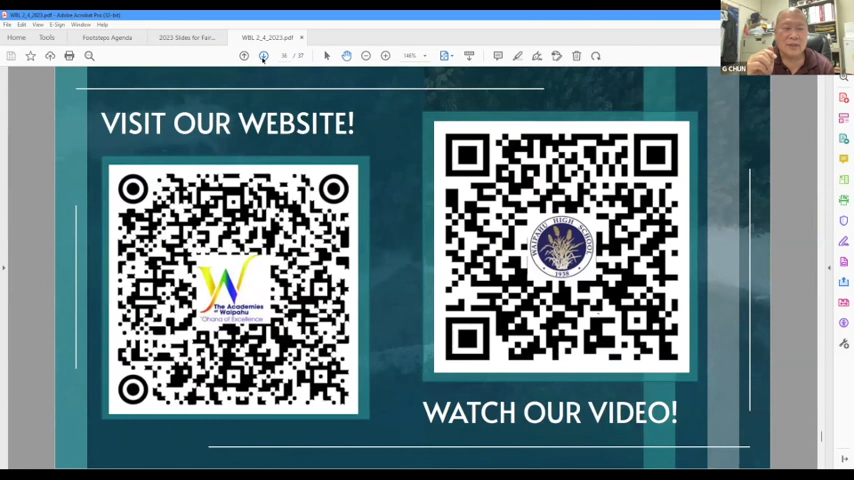 WBL 2_4_2023.pdf - Adobe Acrobat Pro (32-bit)
File Edit View E-Sign Window Help
Home Tools Footsteps Agenda 2023 Slides for Fair... WBL 2_4_2023.pdf ×
36 / 37 146%
G CHUN
VISIT OUR WEBSITE!
The Academies
of Waipahu
'Ohana of Excellence
WAIPAHU HIGH SCHOOL
1938
WATCH OUR VIDEO!